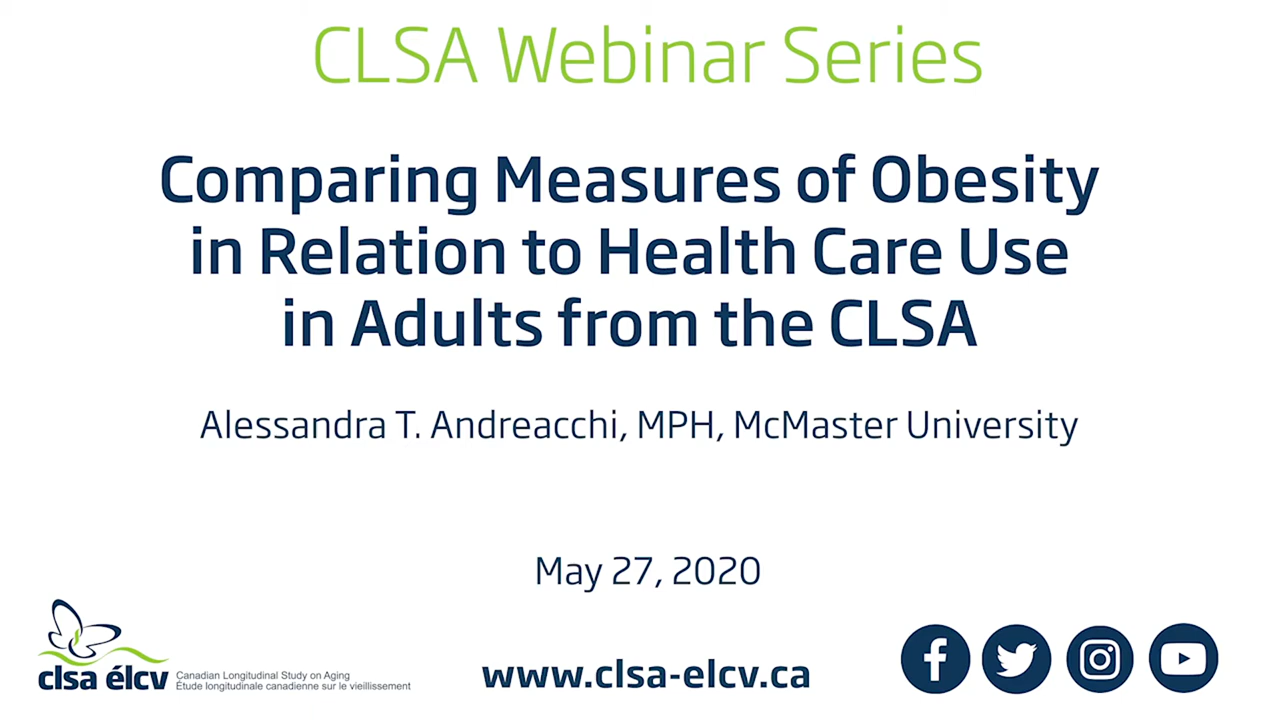 CLSA Webinar Series
Comparing Measures of Obesity
in Relation to Health Care Use
in Adults from the CLSA
Alessandra T. Andreacchi, MPH, McMaster University
May 27, 2020
clsa élcv
Canadian Longitudinal Study on Aging
Étude longitudinale canadienne sur le vieillissement
www.clsa-elcv.ca